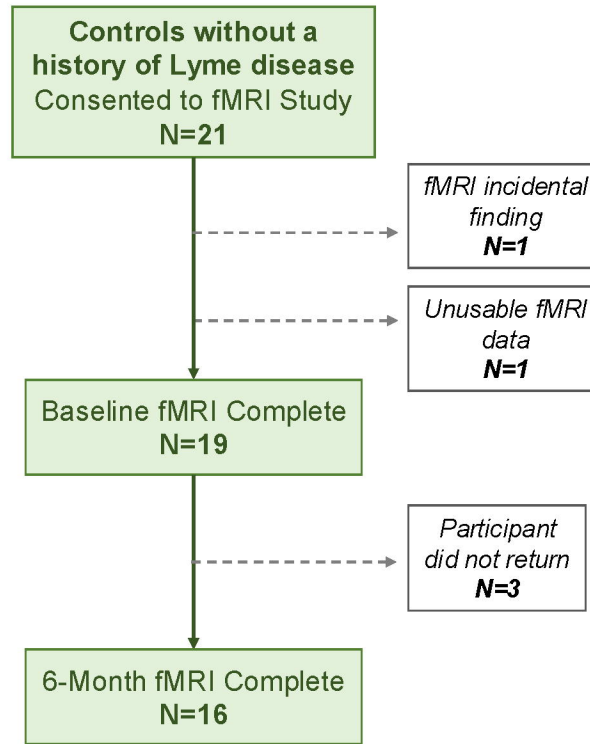 Controls without a
history of Lyme disease
Consented to fMRI Study
N=21
fMRI incidental
finding
N=1
Unusable fMRI
data
N=1
Baseline fMRI Complete
N=19
Participant
did not return
N=3
6-Month fMRI Complete
N=16